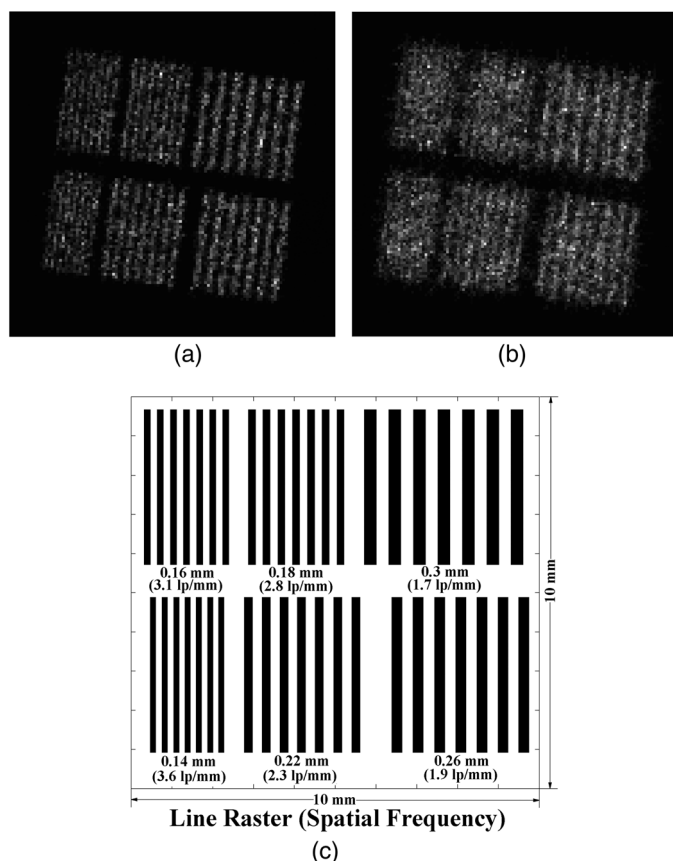 (a)
(b)
0.16 mm
(3.1 lp/mm)
0.18 mm
(2.8 lp/mm)
0.3 mm
(1.7 lp/mm)
0.14 mm
(3.6 lp/mm)
0.22 mm
(2.3 lp/mm)
0.26 mm
(1.9 lp/mm)
10 mm
10 mm
Line Raster (Spatial Frequency)
(c)